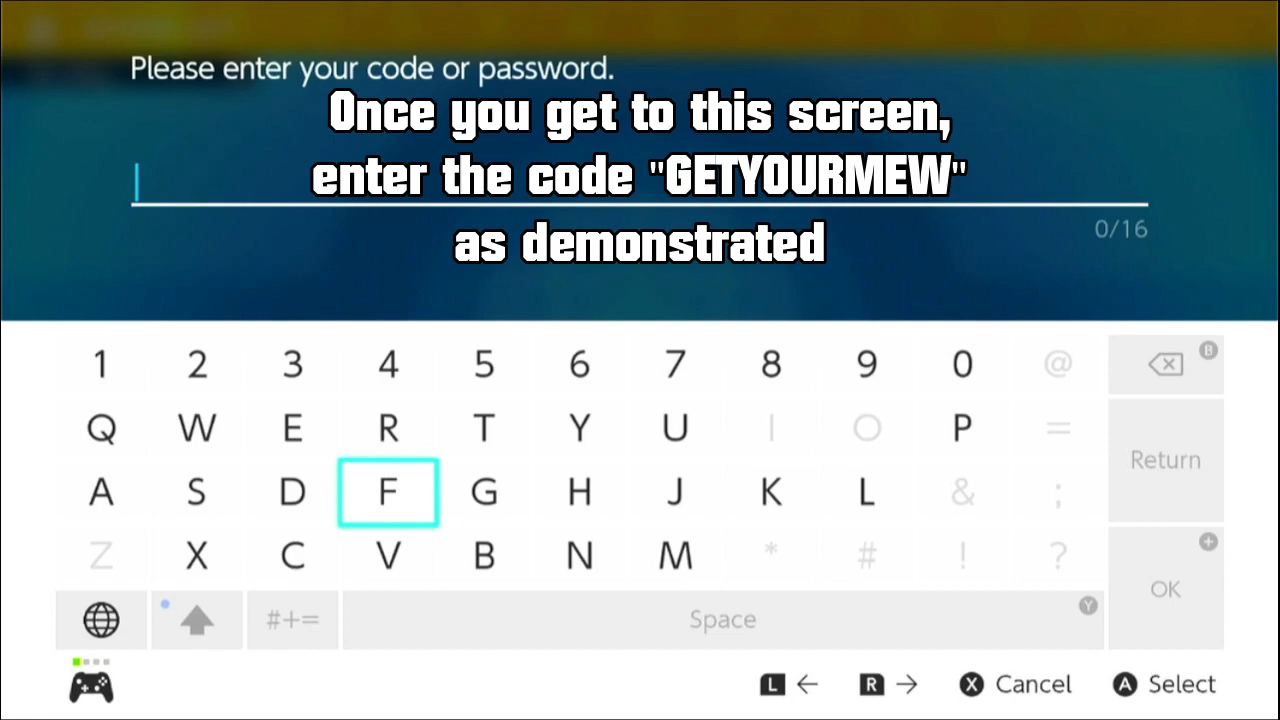 Please enter your code or password.
Once you get to this screen,
enter the code "GETYOURMEW"
as demonstrated
0/16
1 2 3 4 5 6 7 8 9 0 @ B
Q W E R T Y U I O P = Return
A S D F G H J K L & ;
Z X C V B N M * # ! ? + OK
#+= Space Y
L ← R → X Cancel A Select